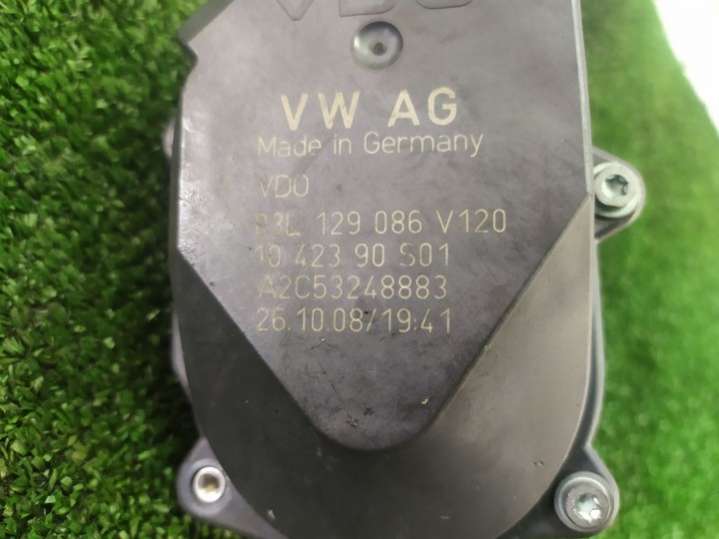 VDO
VW AG
Made in Germany
VDO
03L 129 086 V120
10 423 90 S01
A2C53248883
26.10.08/19:41